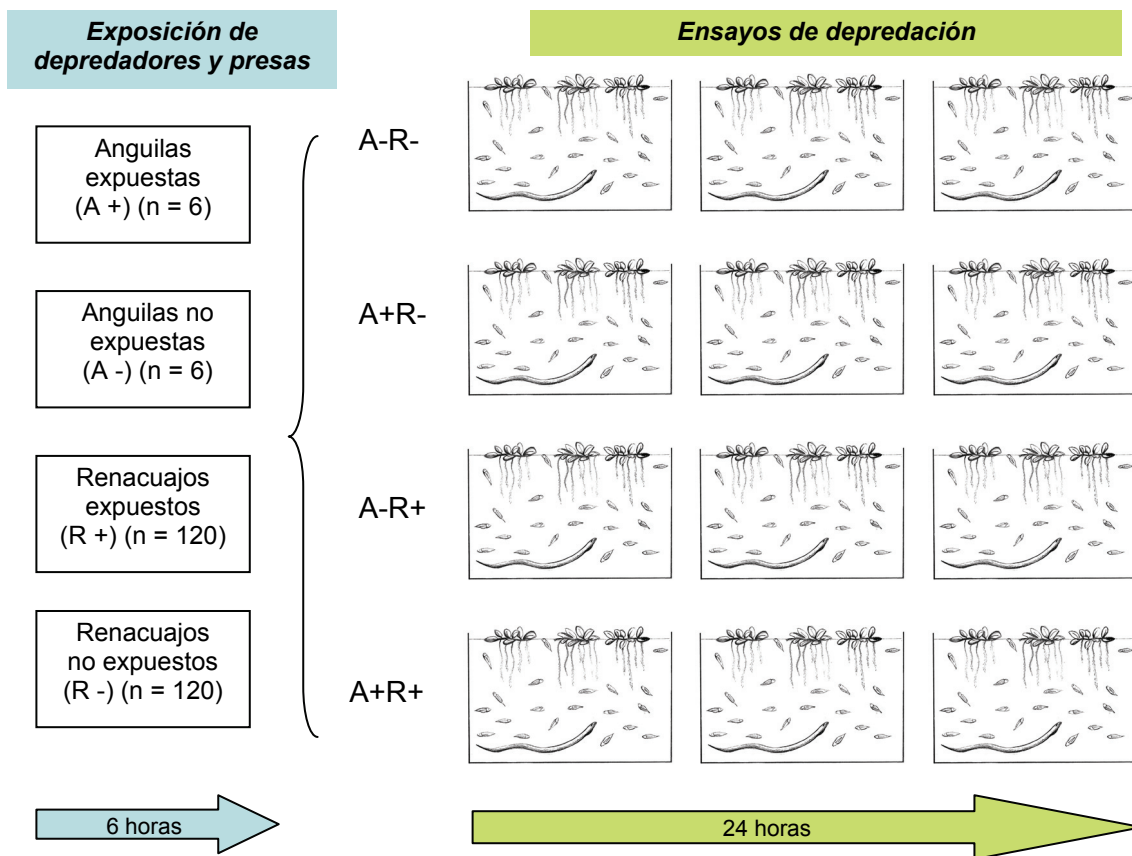 Exposición de
depredadores y presas
Ensayos de depredación
Anguilas
expuestas
(A +) (n = 6)
Anguilas no
expuestas
(A -) (n = 6)
Renacuajos
expuestos
(R +) (n = 120)
Renacuajos
no expuestos
(R -) (n = 120)
A-R-
A+R-
A-R+
A+R+
6 horas
24 horas